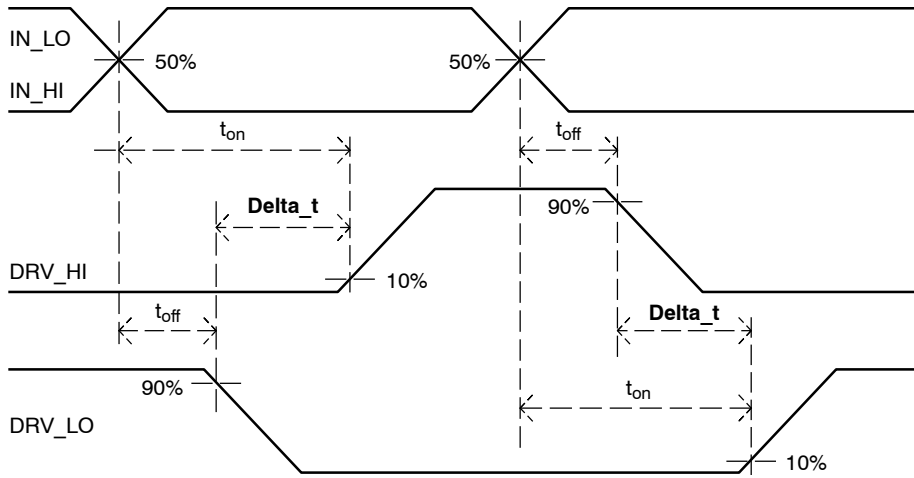 IN_LO
50%
50%
IN_HI
ton
toff
Delta_t
90%
DRV_HI
10%
toff
Delta_t
90%
ton
DRV_LO
10%